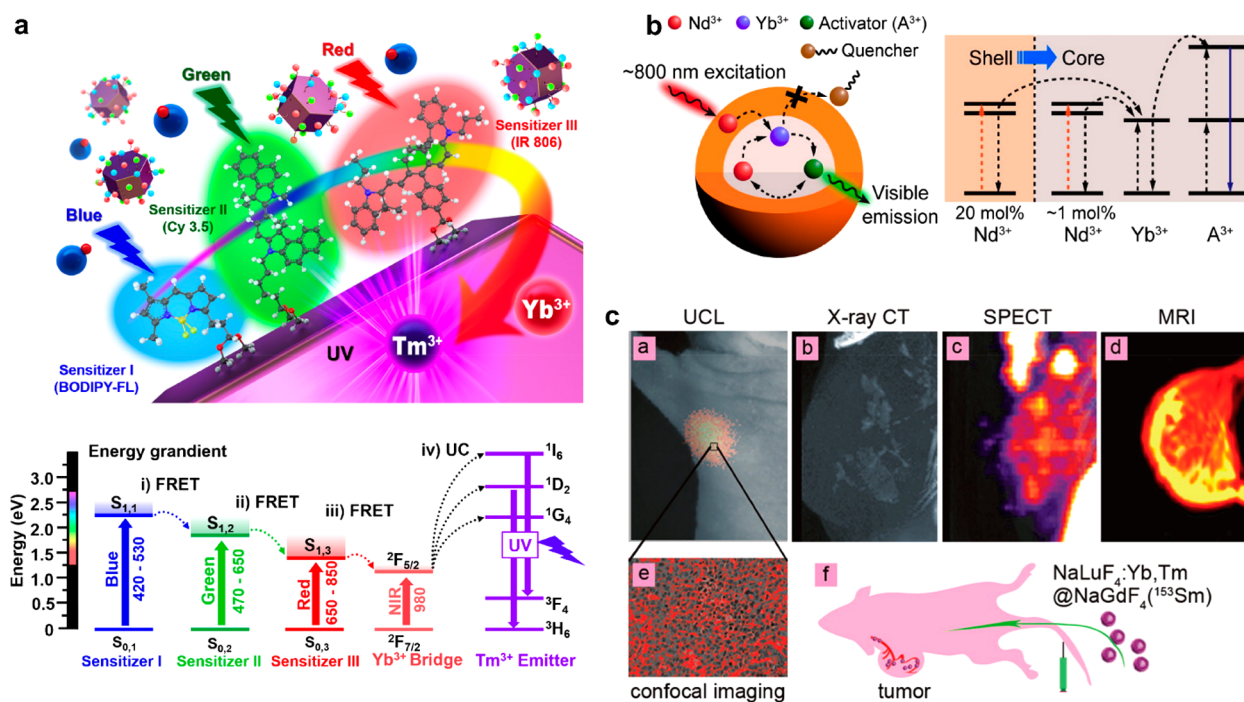 a
Red
Green
Sensitizer III
(IR 806)
Sensitizer II
(Cy 3.5)
Blue
Yb³⁺
Tm³⁺
UV
Sensitizer I
(BODIPY-FL)
Energy grandient
iv) UC
¹I₆
¹D₂
¹G₄
UV
³F₄
³H₆
Energy (eV)
3.0
2.5
2.0
1.5
1.0
0.5
0
i) FRET
ii) FRET
iii) FRET
S₁,₁
S₁,₂
S₁,₃
²F₅/₂
Blue
420 - 530
Green
470 - 650
Red
650 - 850
NIR
980
S₀,₁
S₀,₂
S₀,₃
²F₇/₂
Sensitizer I
Sensitizer II
Sensitizer III
Yb³⁺ Bridge
Tm³⁺ Emitter
b
Nd³⁺
Yb³⁺
Activator (A³⁺)
Quencher
~800 nm excitation
Visible
emission
Shell
Core
20 mol%
Nd³⁺
~1 mol%
Nd³⁺
Yb³⁺
A³⁺
c
UCL
X-ray CT
SPECT
MRI
a
b
c
d
e
confocal imaging
f
NaLuF₄:Yb,Tm
@NaGdF₄(¹⁵³Sm)
tumor